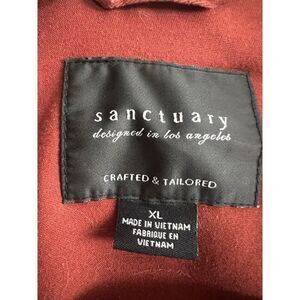 sanctuary
designed in los angeles
CRAFTED & TAILORED
XL
MADE IN VIETNAM
FABRIQUE EN
VIETNAM